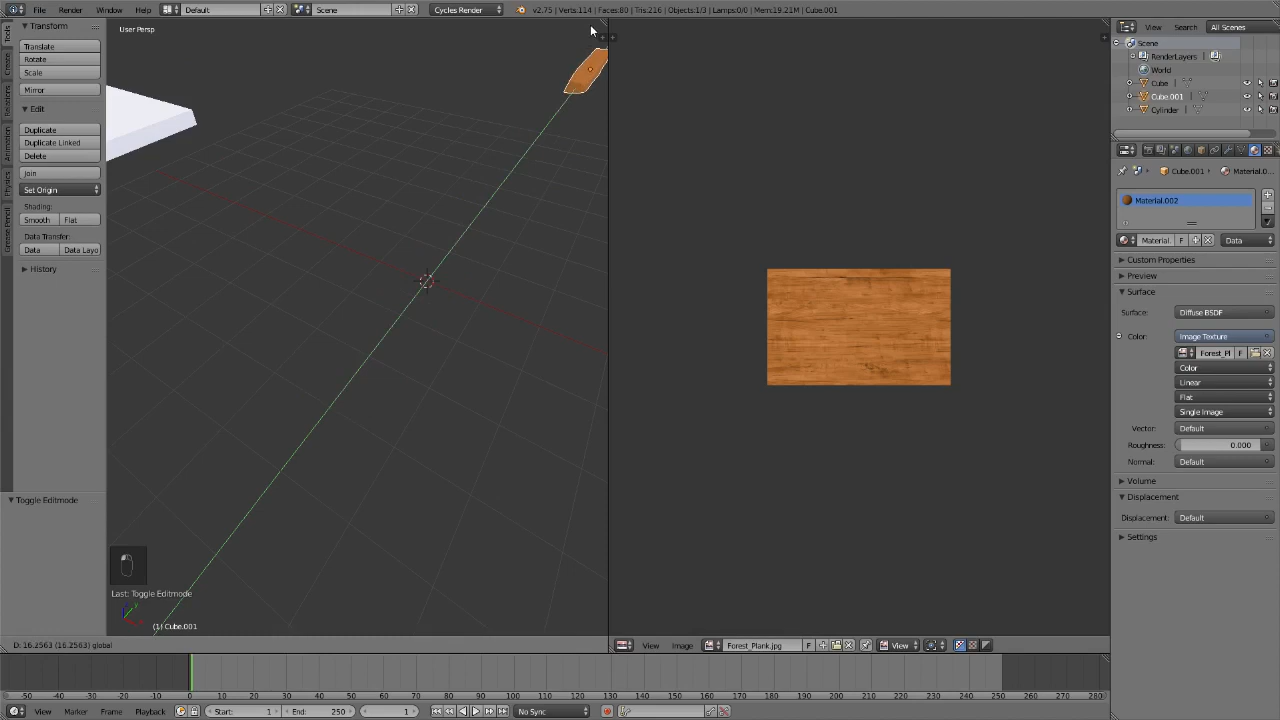 File Render Window Help Default Scene Cycles Render v2.75 | Verts:114 | Faces:80 | Tris:216 | Objects:1/3 | Lamps:0/0 | Mem:19.21M | Cube.001
Tools
Create
Relations
Animation
Physics
Grease Pencil
Transform
Translate
Rotate
Scale
Mirror
Edit
Duplicate
Duplicate Linked
Delete
Join
Set Origin
Shading:
Smooth Flat
Data Transfer:
Data Data Layo
History
Toggle Editmode
User Persp
Last: Toggle Editmode
(1) Cube.001
D: 16.2563 (16.2563) global
View Image Forest_Plank.jpg F View
View Search All Scenes
Scene
RenderLayers
World
Cube
Cube.001
Cylinder
Cube.001 Material.0...
Material.002
Material. F Data
Custom Properties
Preview
Surface
Surface: Diffuse BSDF
Color: Image Texture
Forest_Pl F
Color
Linear
Flat
Single Image
Vector: Default
Roughness: 0.000
Normal: Default
Volume
Displacement
Displacement: Default
Settings
-50 -40 -30 -20 -10 0 10 20 30 40 50 60 70 80 90 100 110 120 130 140 150 160 170 180 190 200 210 220 230 240 250 260 270 280
View Marker Frame Playback Start: 1 End: 250 1 No Sync